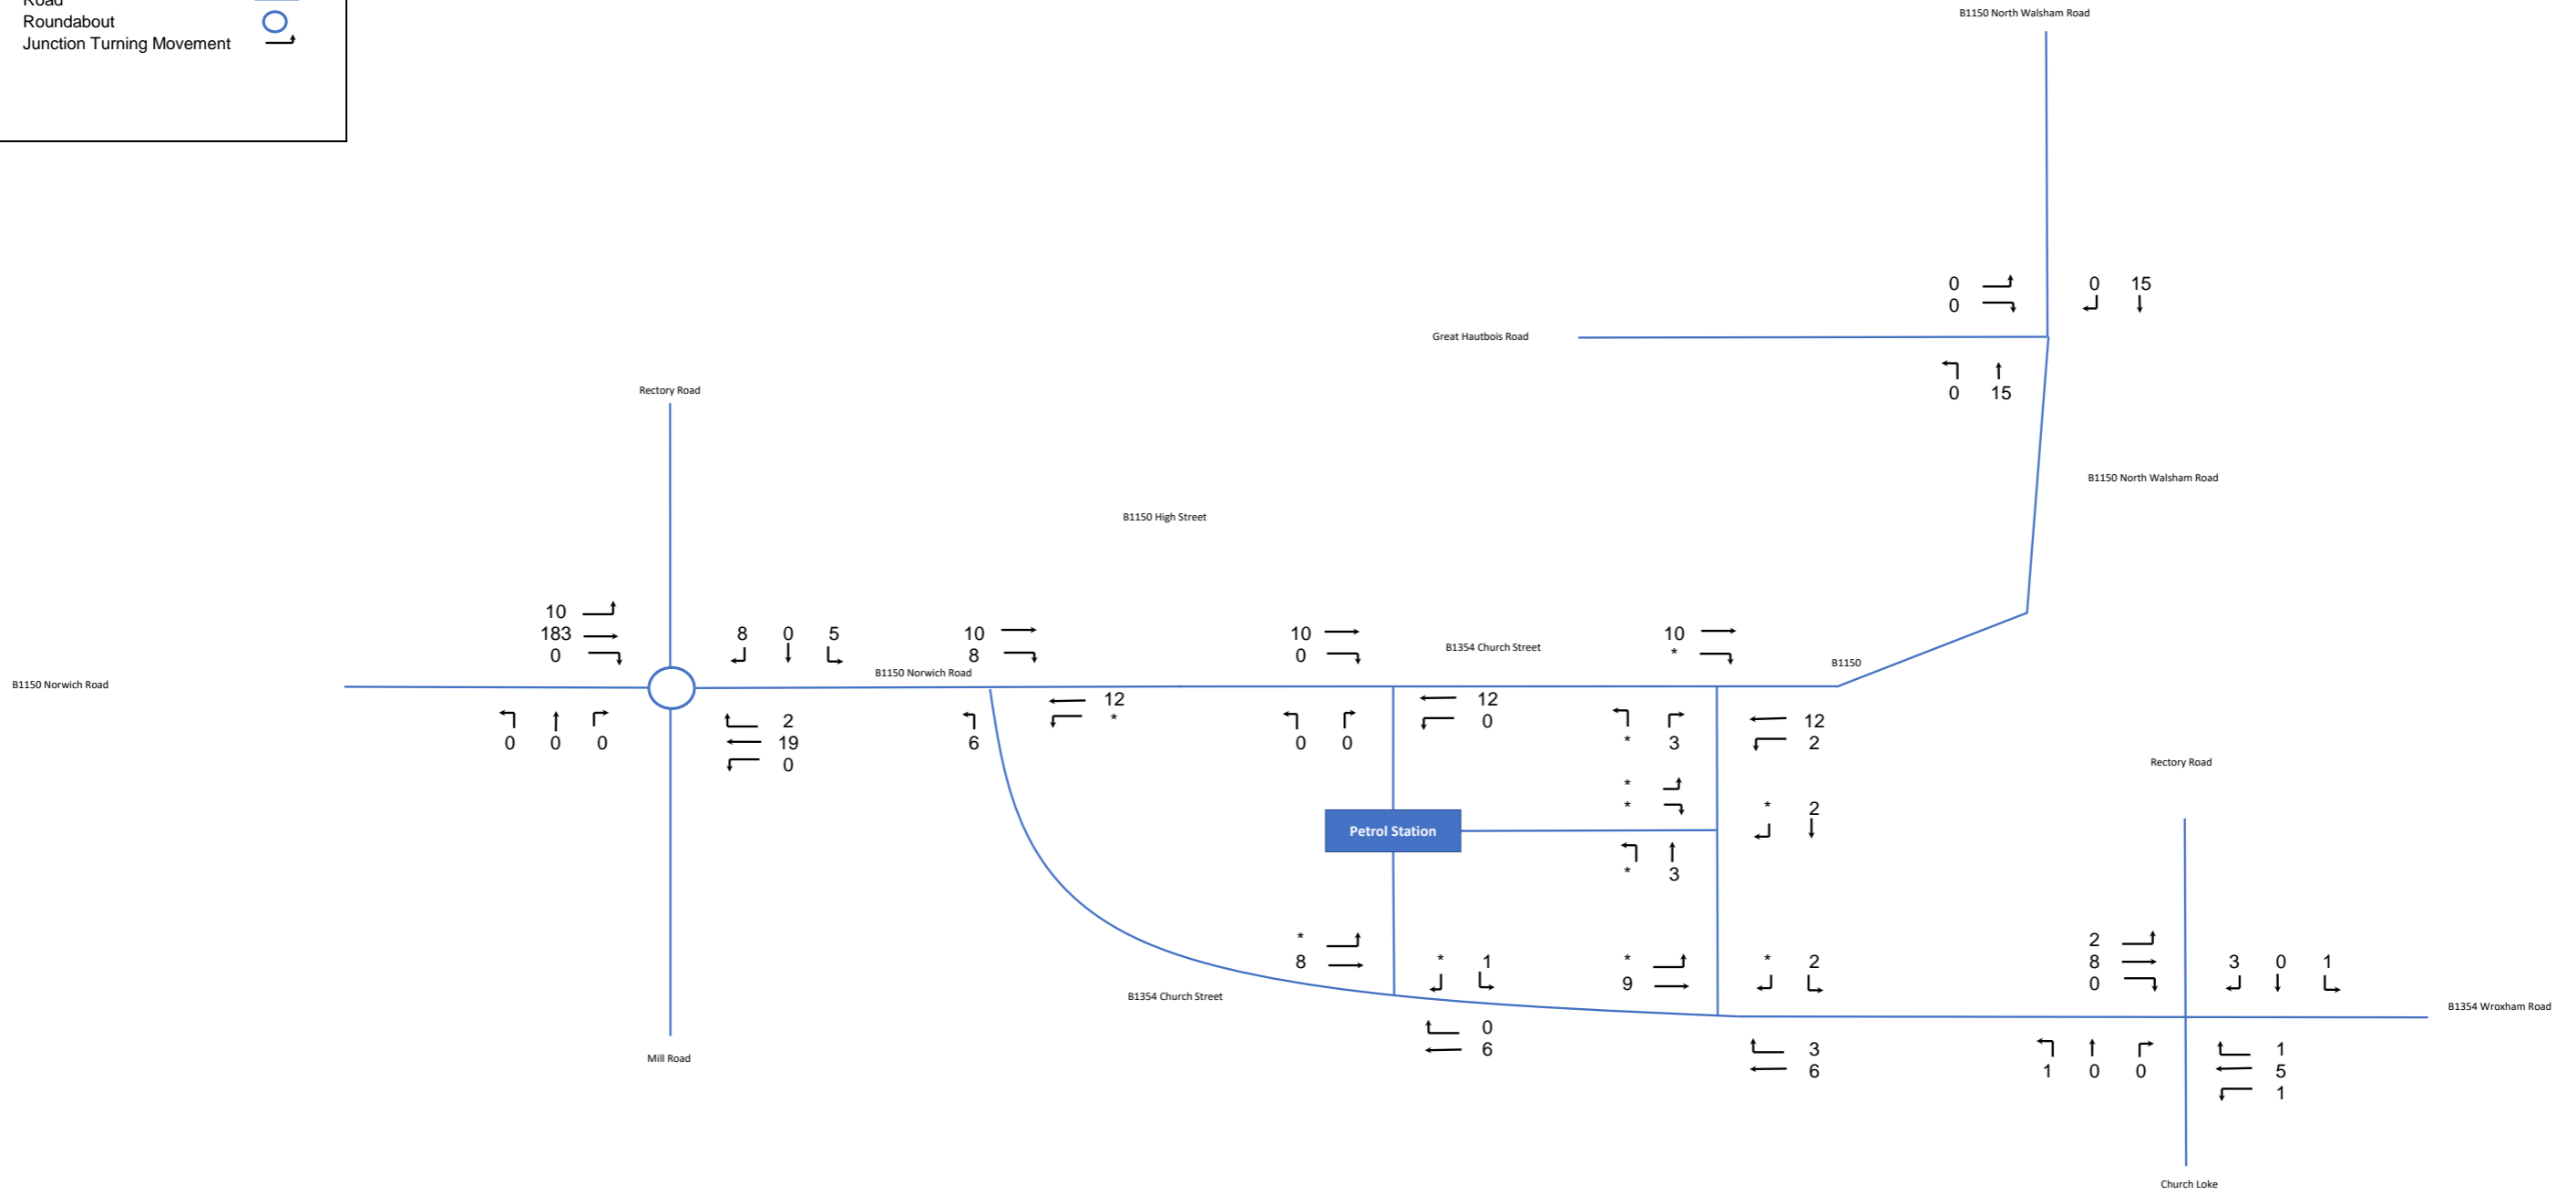 Road
Roundabout
Junction Turning Movement
B1150 North Walsham Road
0 0 15
0
Great Hautbois Road
0 15
Rectory Road
B1150 North Walsham Road
B1150 High Street
10
183 8 0 5 10 10 10
0 8 0 *
B1354 Church Street
B1150
B1150 Norwich Road
B1150 Norwich Road
12 12
* 0
2 12
0 0 0 19 6 0 0 * 3 2
0
Rectory Road
*
* * 2
Petrol Station
* 3
* 2
8 * 1 * * 2 8 3 0 1
9 0
B1354 Church Street
B1354 Wroxham Road
0
6 3 1
6 1 0 0 5
1
Mill Road
Church Loke